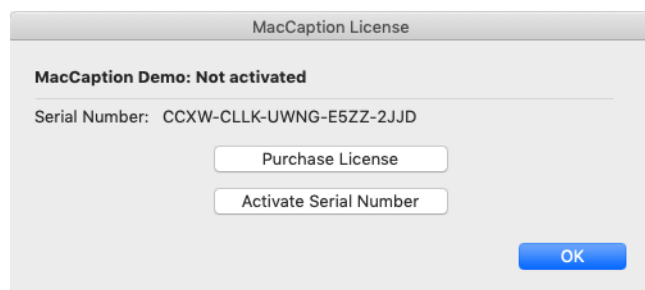 MacCaption License
MacCaption Demo: Not activated
Serial Number: CCXW-CLLK-UWNG-E5ZZ-2JJD
Purchase License
Activate Serial Number
OK